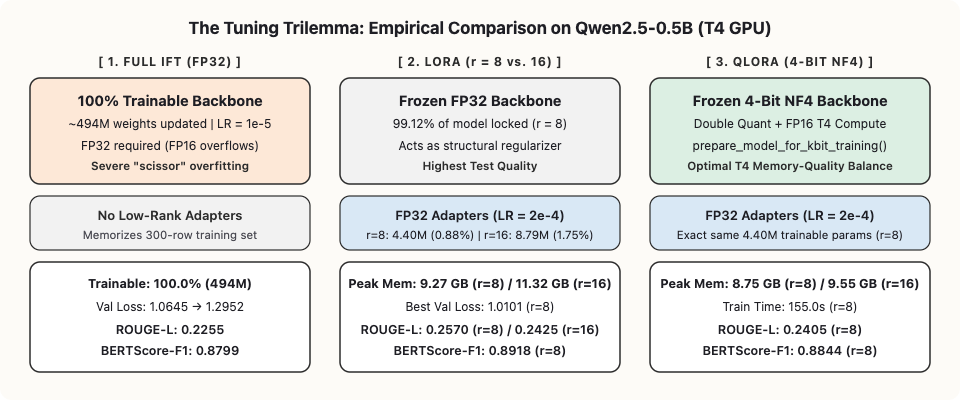 The Tuning Trilemma: Empirical Comparison on Qwen2.5-0.5B (T4 GPU)
[ 1. FULL IFT (FP32) ]
100% Trainable Backbone
~494M weights updated | LR = 1e-5
FP32 required (FP16 overflows)
Severe "scissor" overfitting
No Low-Rank Adapters
Memorizes 300-row training set
Trainable: 100.0% (494M)
Val Loss: 1.0645 → 1.2952
ROUGE-L: 0.2255
BERTScore-F1: 0.8799
[ 2. LORA (r = 8 vs. 16) ]
Frozen FP32 Backbone
99.12% of model locked (r = 8)
Acts as structural regularizer
Highest Test Quality
FP32 Adapters (LR = 2e-4)
r=8: 4.40M (0.88%) | r=16: 8.79M (1.75%)
Peak Mem: 9.27 GB (r=8) / 11.32 GB (r=16)
Best Val Loss: 1.0101 (r=8)
ROUGE-L: 0.2570 (r=8) / 0.2425 (r=16)
BERTScore-F1: 0.8918 (r=8)
[ 3. QLORA (4-BIT NF4) ]
Frozen 4-Bit NF4 Backbone
Double Quant + FP16 T4 Compute
prepare_model_for_kbit_training()
Optimal T4 Memory-Quality Balance
FP32 Adapters (LR = 2e-4)
Exact same 4.40M trainable params (r=8)
Peak Mem: 8.75 GB (r=8) / 9.55 GB (r=16)
Train Time: 155.0s (r=8)
ROUGE-L: 0.2405 (r=8)
BERTScore-F1: 0.8844 (r=8)